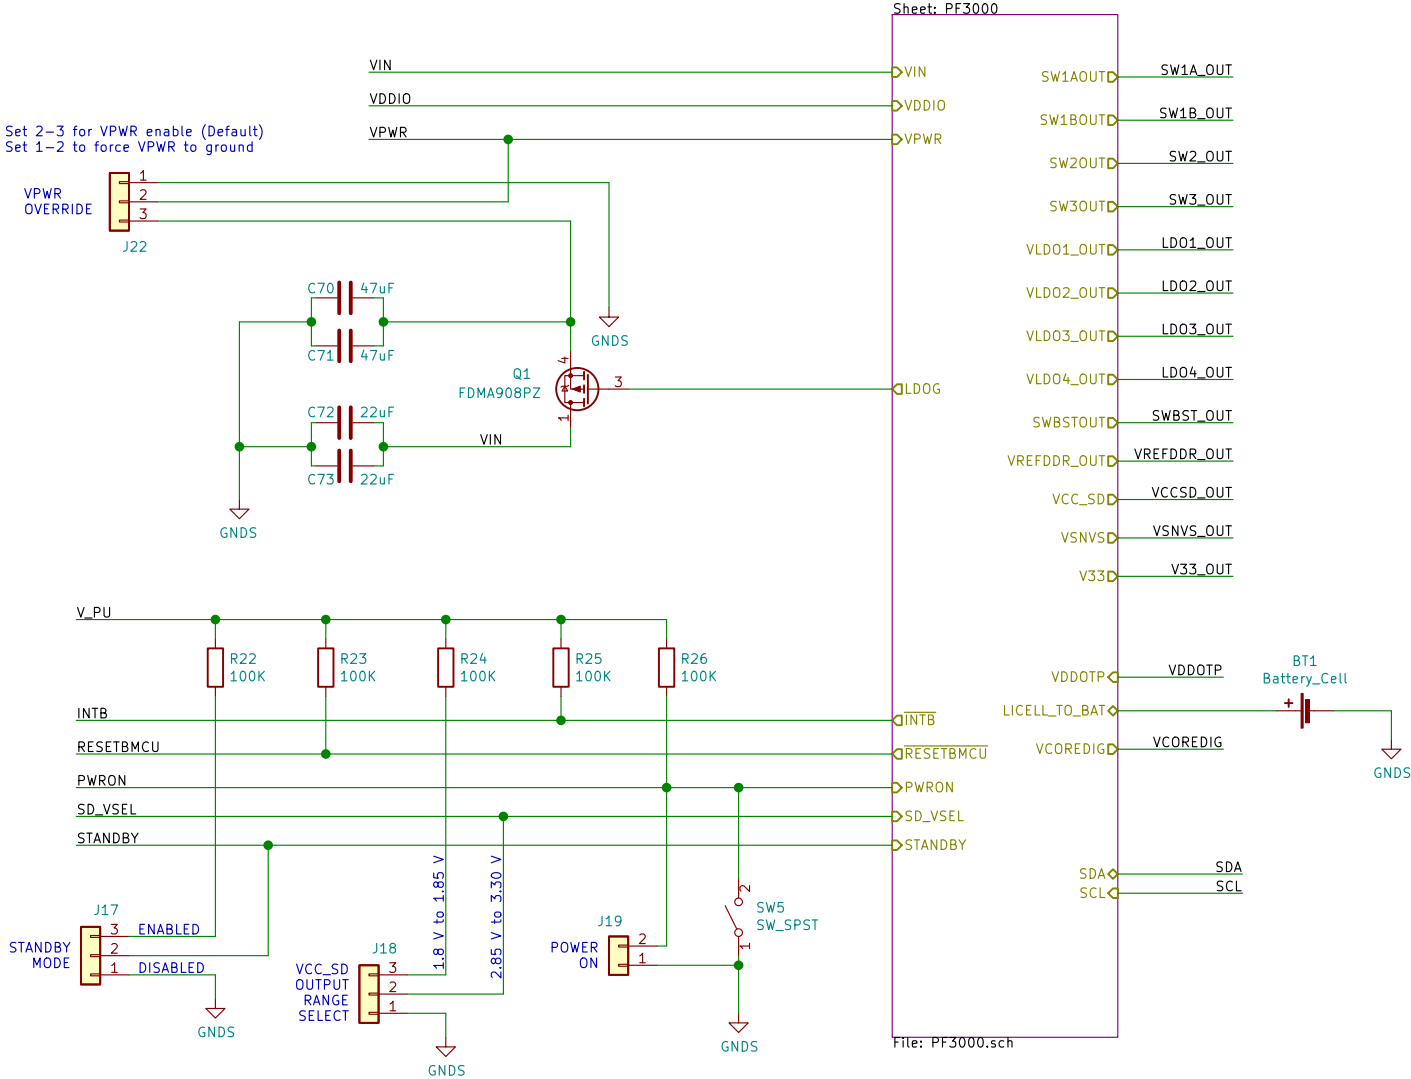 Sheet: PF3000
VIN
VIN
SW1AOUT
SW1A_OUT
VDDIO
VDDIO
SW1BOUT
SW1B_OUT
Set 2-3 for VPWR enable (Default)
Set 1-2 to force VPWR to ground
VPWR
VPWR
SW2OUT
SW2_OUT
VPWR
OVERRIDE
1
2
3
J22
SW3OUT
SW3_OUT
VLDO1_OUT
LDO1_OUT
VLDO2_OUT
LDO2_OUT
C70 47uF
C71 47uF
GNDS
VLDO3_OUT
LDO3_OUT
Q1
FDMA908PZ
4
3
1
LDOG
VLDO4_OUT
LDO4_OUT
C72 22uF
C73 22uF
VIN
SWBSTOUT
SWBST_OUT
VREFDDR_OUT
VREFDDR_OUT
VCC_SD
VCCSD_OUT
GNDS
VSNVS
VSNVS_OUT
V33
V33_OUT
V_PU
R22
100K
R23
100K
R24
100K
R25
100K
R26
100K
VDDOTP
VDDOTP
BT1
Battery_Cell
+
LICELL_TO_BAT
GNDS
INTB
INTB
RESETBMCU
RESETBMCU
VCOREDIG
VCOREDIG
PWRON
PWRON
SD_VSEL
SD_VSEL
STANDBY
STANDBY
SDA
SDA
SCL
SCL
1.8 V to 1.85 V
2.85 V to 3.30 V
J17
STANDBY
MODE
3
2
1
ENABLED
DISABLED
GNDS
J18
VCC_SD
OUTPUT
RANGE
SELECT
3
2
1
GNDS
J19
POWER
ON
2
1
2
SW5
SW_SPST
1
GNDS
File: PF3000.sch